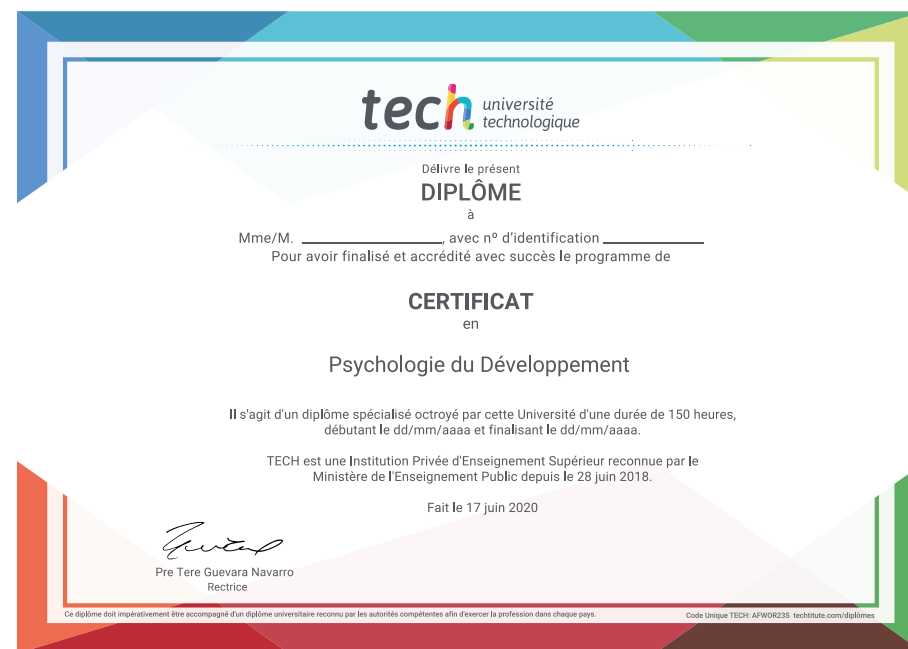 tech université
technologique
Délivre le présent
DIPLÔME
à
Mme/M. ____________________, avec nº d'identification ______________
Pour avoir finalisé et accrédité avec succès le programme de
CERTIFICAT
en
Psychologie du Développement
Il s'agit d'un diplôme spécialisé octroyé par cette Université d'une durée de 150 heures,
débutant le dd/mm/aaaa et finalisant le dd/mm/aaaa.
TECH est une Institution Privée d'Enseignement Supérieur reconnue par le
Ministère de l'Enseignement Public depuis le 28 juin 2018.
Fait le 17 juin 2020
Pre Tere Guevara Navarro
Rectrice
Ce diplôme doit impérativement être accompagné d'un diplôme universitaire reconnu par les autorités compétentes afin d'exercer la profession dans chaque pays.
Code Unique TECH: AFWOR23S techtitute.com/diplômes